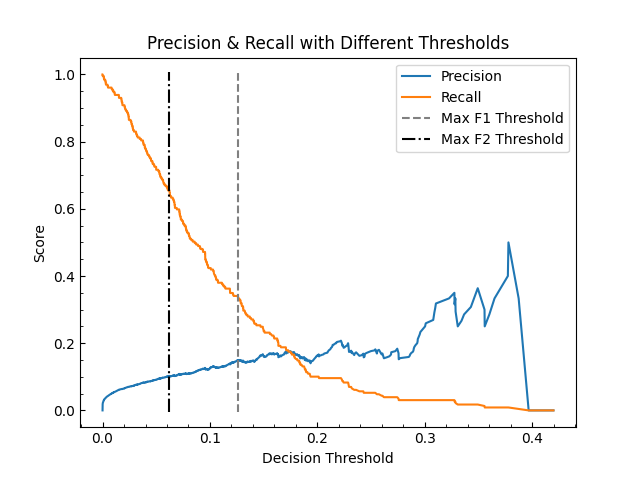 Precision & Recall with Different Thresholds
Precision
Recall
Max F1 Threshold
Max F2 Threshold
1.0
0.8
0.6
0.4
0.2
0.0
Score
0.0 0.1 0.2 0.3 0.4
Decision Threshold